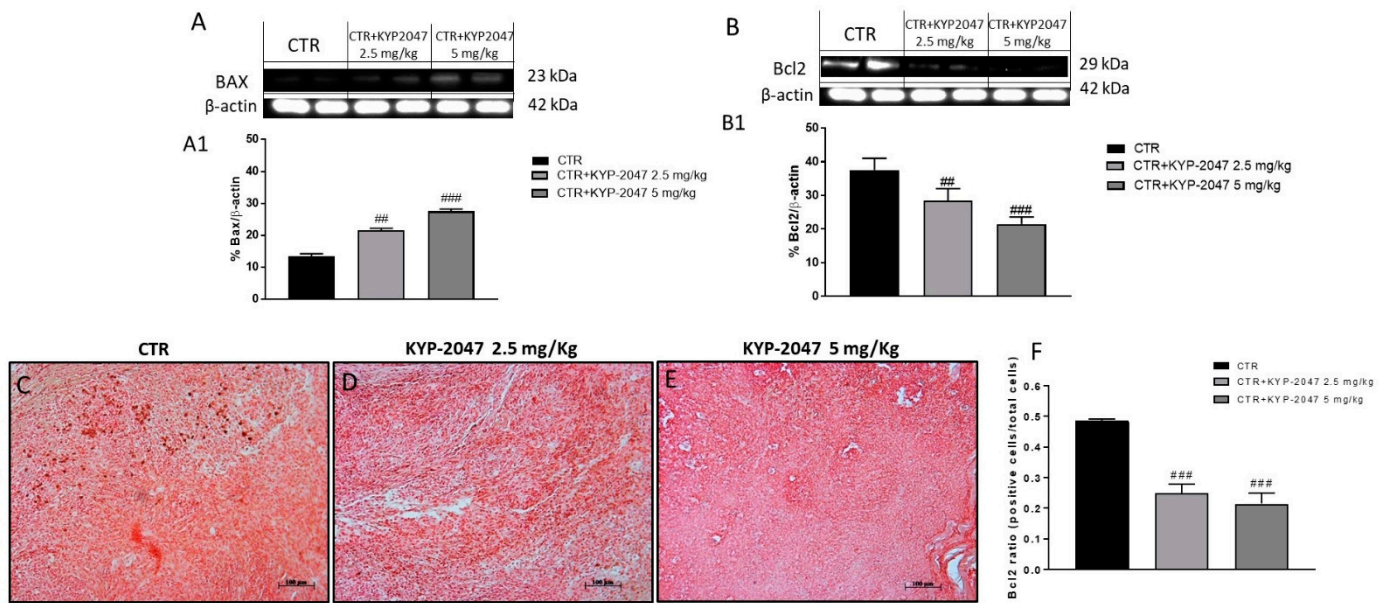 A
CTR
CTR+KYP2047
2.5 mg/kg
CTR+KYP2047
5 mg/kg
BAX
23 kDa
β-actin
42 kDa
A1
% Bax/β-actin
50
40
30
20
10
0
##
###
CTR
CTR+KYP-2047 2.5 mg/kg
CTR+KYP-2047 5 mg/kg
B
CTR
CTR+KYP2047
2.5 mg/kg
CTR+KYP2047
5 mg/kg
Bcl2
29 kDa
β-actin
42 kDa
B1
% Bcl2/β-actin
50
40
30
20
10
0
##
###
CTR
CTR+KYP-2047 2.5 mg/kg
CTR+KYP-2047 5 mg/kg
CTR
C
100 µm
KYP-2047 2.5 mg/Kg
D
100 µm
KYP-2047 5 mg/Kg
E
100 µm
F
Bcl2 ratio (positive cells/total cells)
0.6
0.5
0.4
0.3
0.2
0.1
0.0
###
###
CTR
CTR+KYP-2047 2.5 mg/kg
CTR+KYP-2047 5 mg/kg